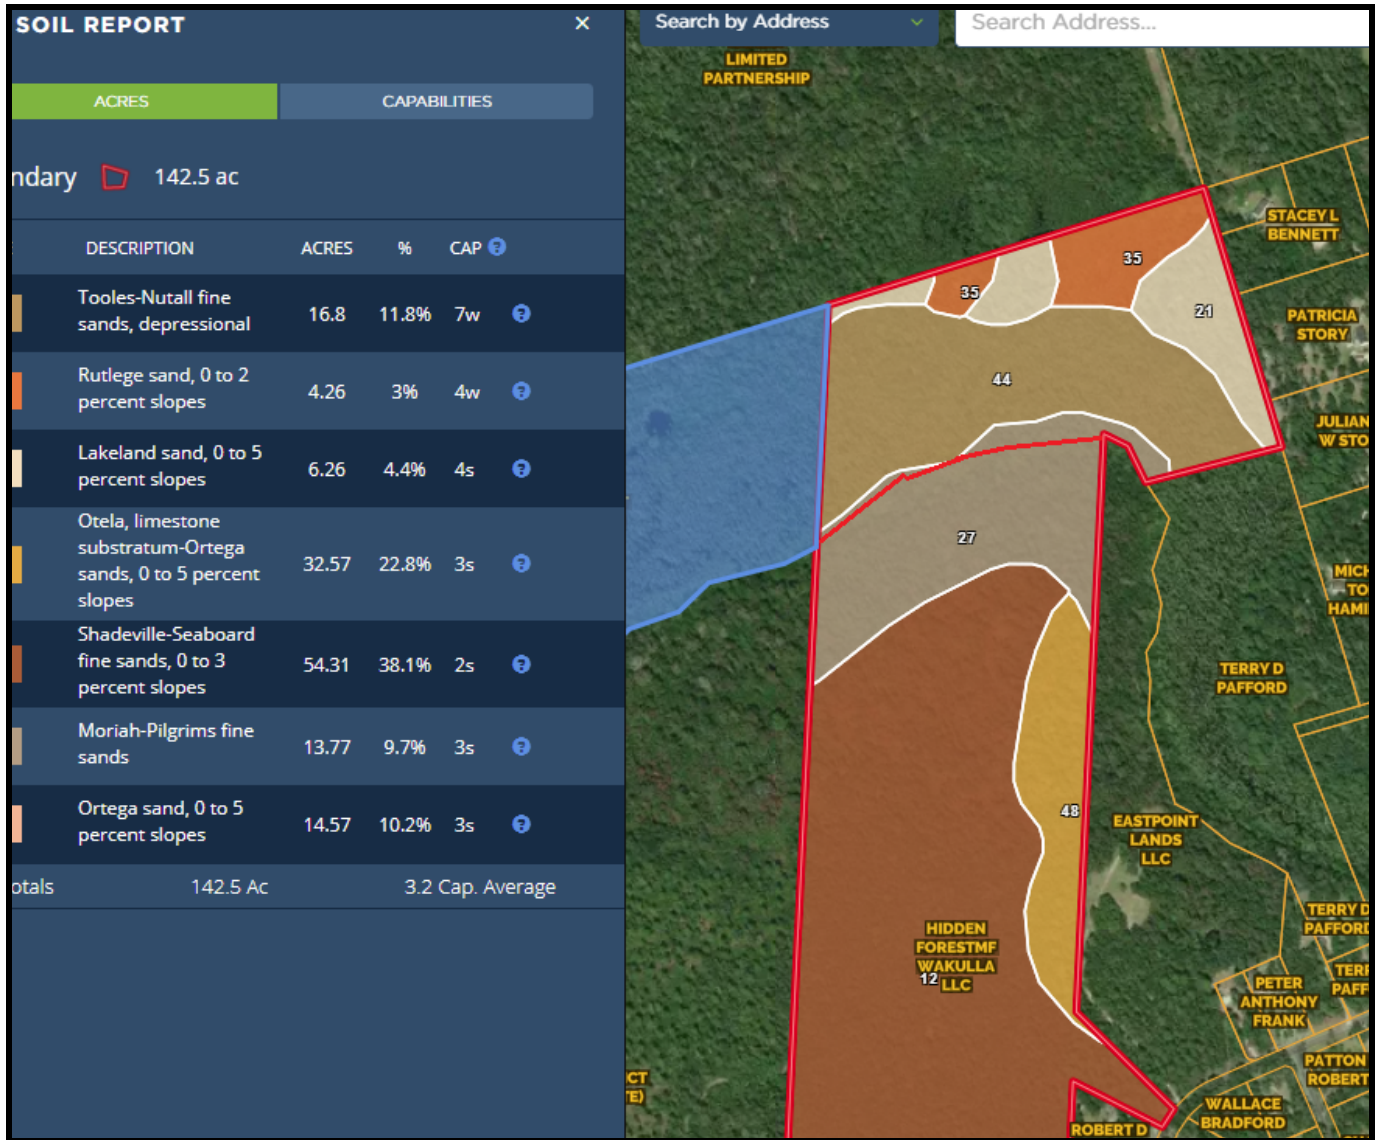 SOIL REPORT
×
ACRES
CAPABILITIES
ndary
142.5 ac
DESCRIPTION ACRES % CAP ?
Tooles-Nutall fine
sands, depressional
16.8 11.8% 7w ?
Rutlege sand, 0 to 2
percent slopes
4.26 3% 4w ?
Lakeland sand, 0 to 5
percent slopes
6.26 4.4% 4s ?
Otela, limestone
substratum-Ortega
sands, 0 to 5 percent
slopes
32.57 22.8% 3s ?
Shadeville-Seaboard
fine sands, 0 to 3
percent slopes
54.31 38.1% 2s ?
Moriah-Pilgrims fine
sands
13.77 9.7% 3s ?
Ortega sand, 0 to 5
percent slopes
14.57 10.2% 3s ?
otals 142.5 Ac 3.2 Cap. Average
Search by Address
Search Address...
LIMITED
PARTNERSHIP
STACEY L
BENNETT
35
35
21
PATRICIA
STORY
44
JULIAN
W STO
27
MICH
TO
HAMI
TERRY D
PAFFORD
48
EASTPOINT
LANDS
LLC
HIDDEN
FORESTMF
WAKULLA
LLC
12
TERRY D
PAFFORD
PETER
ANTHONY
FRANK
TERR
PAFF
PATTON
ROBERT
CT
TE)
WALLACE
BRADFORD
ROBERT D